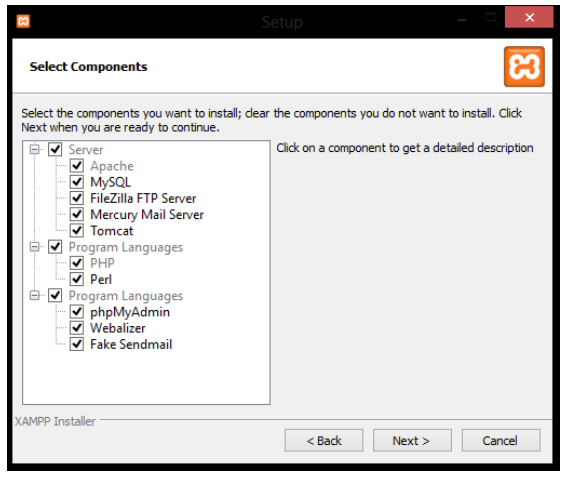 Setup
Select Components
Select the components you want to install; clear the components you do not want to install. Click
Next when you are ready to continue.
Server
Apache
MySQL
FileZilla FTP Server
Mercury Mail Server
Tomcat
Program Languages
PHP
Perl
Program Languages
phpMyAdmin
Webalizer
Fake Sendmail
Click on a component to get a detailed description
XAMPP Installer
< Back
Next >
Cancel